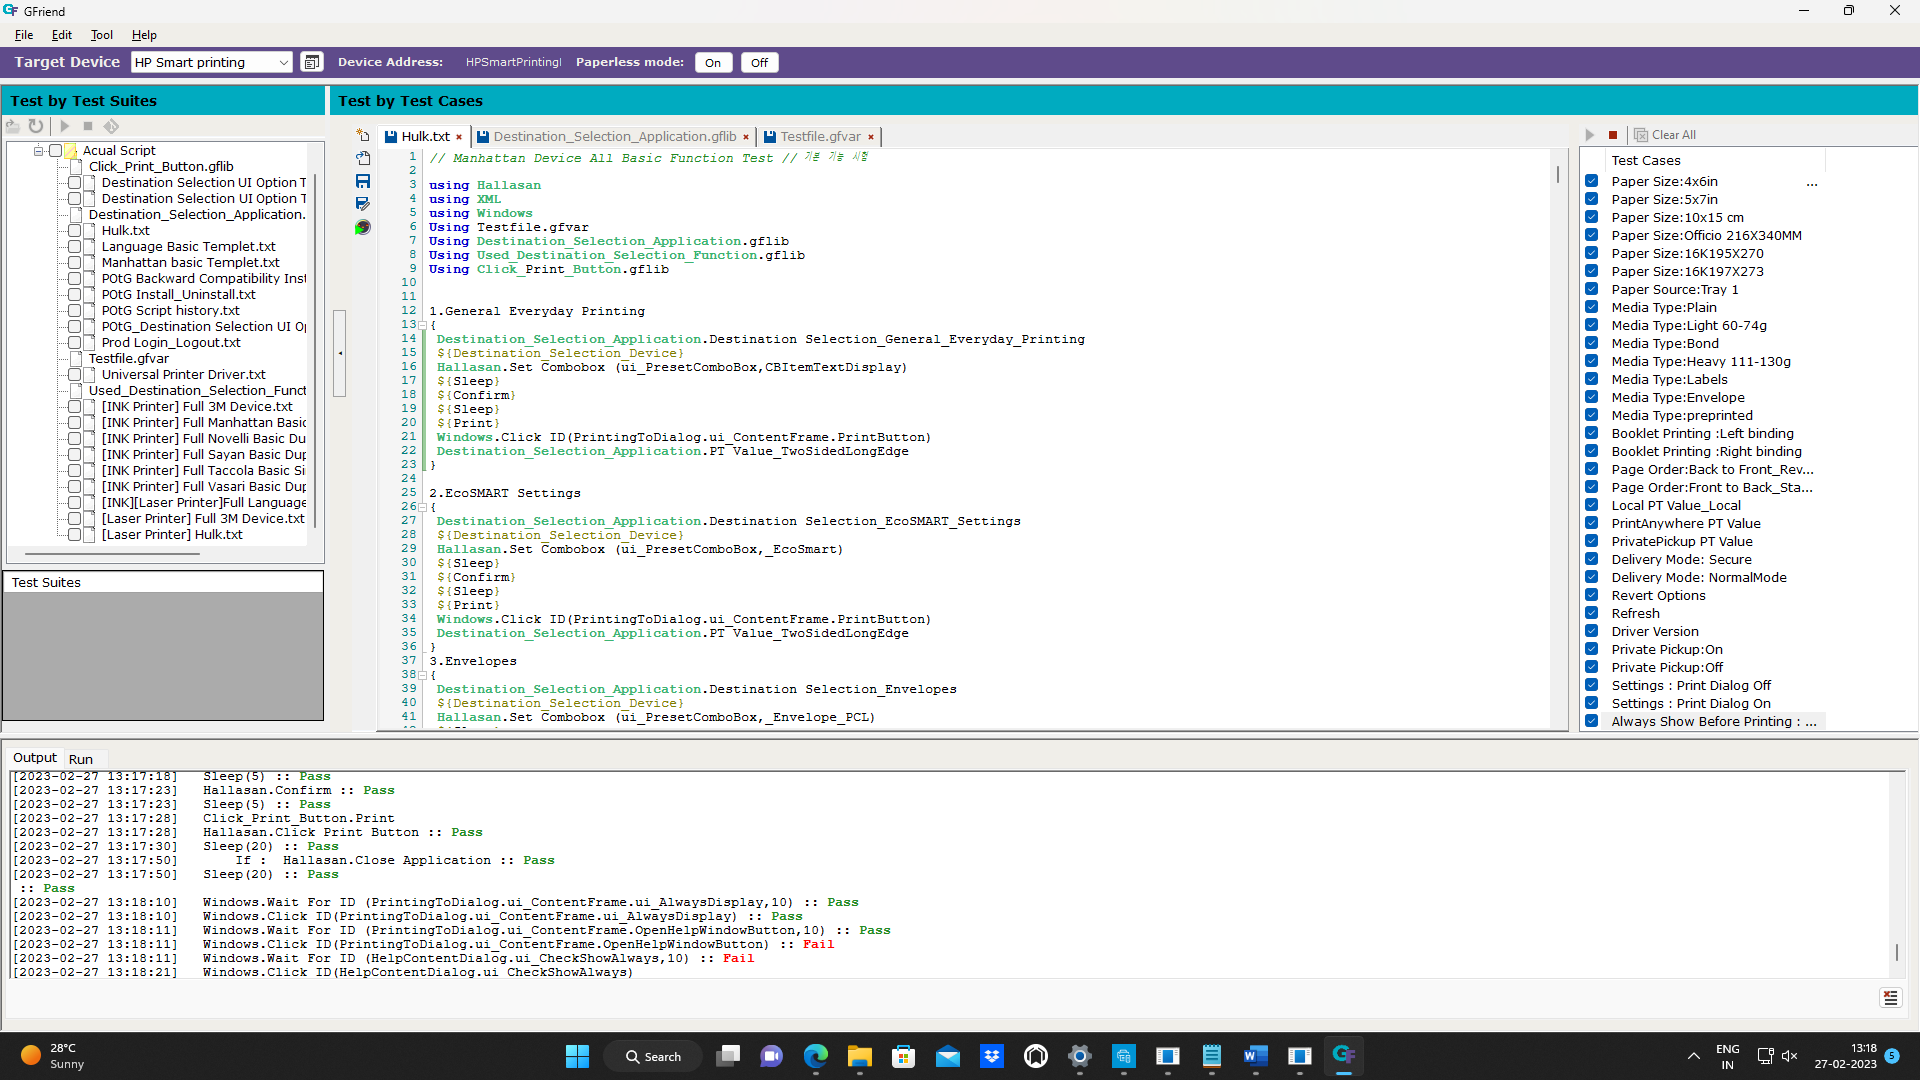 GFriend
File Edit Tool Help
Target Device HP Smart printing Device Address: HPSmartPrintingl Paperless mode: On Off
Test by Test Suites
Test by Test Cases
Acual Script
Click_Print_Button.gflib
Destination Selection UI Option T
Destination Selection UI Option T
Destination_Selection_Application.
Hulk.txt
Language Basic Templet.txt
Manhattan basic Templet.txt
POtG Backward Compatibility Inst
POtG Install_Uninstall.txt
POtG Script history.txt
POtG_Destination Selection UI Op
Prod Login_Logout.txt
Testfile.gfvar
Universal Printer Driver.txt
Used_Destination_Selection_Funct
[INK Printer] Full 3M Device.txt
[INK Printer] Full Manhattan Basic
[INK Printer] Full Novelli Basic Du
[INK Printer] Full Sayan Basic Dup
[INK Printer] Full Taccola Basic Si
[INK Printer] Full Vasari Basic Dup
[INK][Laser Printer]Full Language
[Laser Printer] Full 3M Device.txt
[Laser Printer] Hulk.txt
Test Suites
Hulk.txt × Destination_Selection_Application.gflib × Testfile.gfvar ×
1 // Manhattan Device All Basic Function Test // 기본 기능 시험
2
3 using Hallasan
4 using XML
5 using Windows
6 Using Testfile.gfvar
7 Using Destination_Selection_Application.gflib
8 Using Used_Destination_Selection_Function.gflib
9 Using Click_Print_Button.gflib
10
11
12 1.General Everyday Printing
13 {
14 Destination_Selection_Application.Destination Selection_General_Everyday_Printing
15 ${Destination_Selection_Device}
16 Hallasan.Set Combobox (ui_PresetComboBox,CBItemTextDisplay)
17 ${Sleep}
18 ${Confirm}
19 ${Sleep}
20 ${Print}
21 Windows.Click ID(PrintingToDialog.ui_ContentFrame.PrintButton)
22 Destination_Selection_Application.PT Value_TwoSidedLongEdge
23 }
24
25 2.EcoSMART Settings
26 {
27 Destination_Selection_Application.Destination Selection_EcoSMART_Settings
28 ${Destination_Selection_Device}
29 Hallasan.Set Combobox (ui_PresetComboBox,_EcoSmart)
30 ${Sleep}
31 ${Confirm}
32 ${Sleep}
33 ${Print}
34 Windows.Click ID(PrintingToDialog.ui_ContentFrame.PrintButton)
35 Destination_Selection_Application.PT Value_TwoSidedLongEdge
36 }
37 3.Envelopes
38 {
39 Destination_Selection_Application.Destination Selection_Envelopes
40 ${Destination_Selection_Device}
41 Hallasan.Set Combobox (ui_PresetComboBox,_Envelope_PCL)
Clear All
Test Cases
Paper Size:4x6in ...
Paper Size:5x7in
Paper Size:10x15 cm
Paper Size:Officio 216X340MM
Paper Size:16K195X270
Paper Size:16K197X273
Paper Source:Tray 1
Media Type:Plain
Media Type:Light 60-74g
Media Type:Bond
Media Type:Heavy 111-130g
Media Type:Labels
Media Type:Envelope
Media Type:preprinted
Booklet Printing :Left binding
Booklet Printing :Right binding
Page Order:Back to Front_Rev...
Page Order:Front to Back_Sta...
Local PT Value_Local
PrintAnywhere PT Value
PrivatePickup PT Value
Delivery Mode: Secure
Delivery Mode: NormalMode
Revert Options
Refresh
Driver Version
Private Pickup:On
Private Pickup:Off
Settings : Print Dialog Off
Settings : Print Dialog On
Always Show Before Printing : ...
Output Run
[2023-02-27 13:17:18] Sleep(5) :: Pass
[2023-02-27 13:17:23] Hallasan.Confirm :: Pass
[2023-02-27 13:17:23] Sleep(5) :: Pass
[2023-02-27 13:17:28] Click_Print_Button.Print
[2023-02-27 13:17:28] Hallasan.Click Print Button :: Pass
[2023-02-27 13:17:30] Sleep(20) :: Pass
[2023-02-27 13:17:50] If : Hallasan.Close Application :: Pass
[2023-02-27 13:17:50] Sleep(20) :: Pass
:: Pass
[2023-02-27 13:18:10] Windows.Wait For ID (PrintingToDialog.ui_ContentFrame.ui_AlwaysDisplay,10) :: Pass
[2023-02-27 13:18:10] Windows.Click ID(PrintingToDialog.ui_ContentFrame.ui_AlwaysDisplay) :: Pass
[2023-02-27 13:18:11] Windows.Wait For ID (PrintingToDialog.ui_ContentFrame.OpenHelpWindowButton,10) :: Pass
[2023-02-27 13:18:11] Windows.Click ID(PrintingToDialog.ui_ContentFrame.OpenHelpWindowButton) :: Fail
[2023-02-27 13:18:11] Windows.Wait For ID (HelpContentDialog.ui_CheckShowAlways,10) :: Fail
[2023-02-27 13:18:21] Windows.Click ID(HelpContentDialog.ui_CheckShowAlways)
28°C
Sunny
Search
ENG
IN
13:18
27-02-2023
5